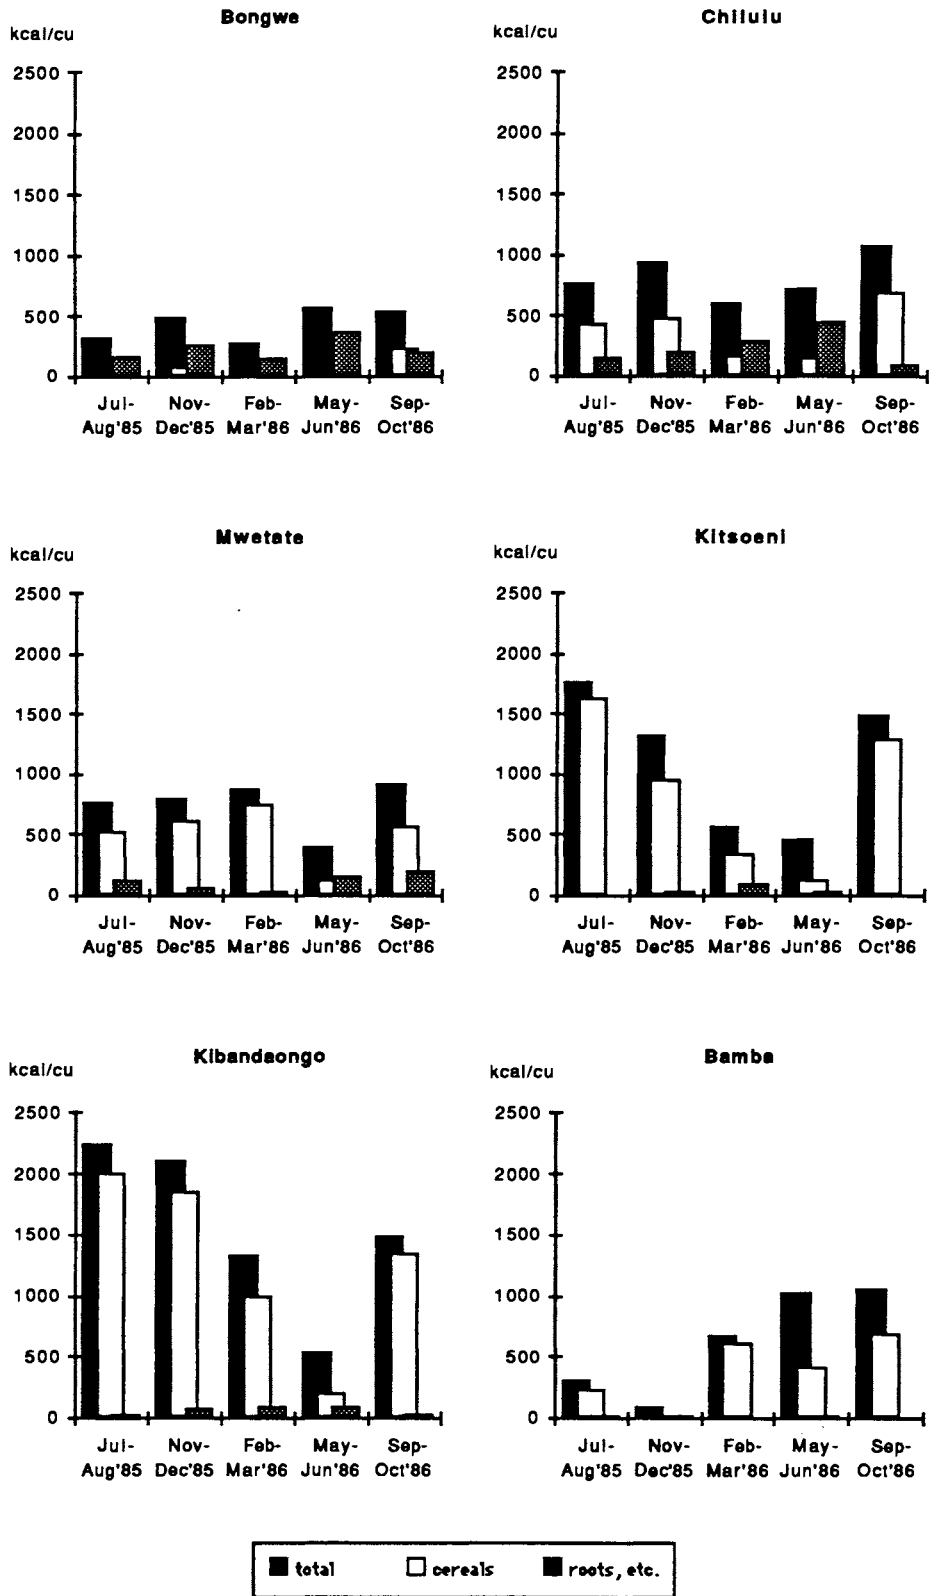 Bongwe
kcal/cu
2500
2000
1500
1000
500
0
Jul- Nov- Feb- May- Sep-
Aug'85 Dec'85 Mar'86 Jun'86 Oct'86
Chilulu
kcal/cu
2500
2000
1500
1000
500
0
Jul- Nov- Feb- May- Sep-
Aug'85 Dec'85 Mar'86 Jun'86 Oct'86
Mwatate
kcal/cu
2500
2000
1500
1000
500
0
Jul- Nov- Feb- May- Sep-
Aug'85 Dec'85 Mar'86 Jun'86 Oct'86
Kitsoeni
kcal/cu
2500
2000
1500
1000
500
0
Jul- Nov- Feb- May- Sep-
Aug'85 Dec'85 Mar'86 Jun'86 Oct'86
Kibandaongo
kcal/cu
2500
2000
1500
1000
500
0
Jul- Nov- Feb- May- Sep-
Aug'85 Dec'85 Mar'86 Jun'86 Oct'86
Bamba
kcal/cu
2500
2000
1500
1000
500
0
Jul- Nov- Feb- May- Sep-
Aug'85 Dec'85 Mar'86 Jun'86 Oct'86
total cereals roots, etc.